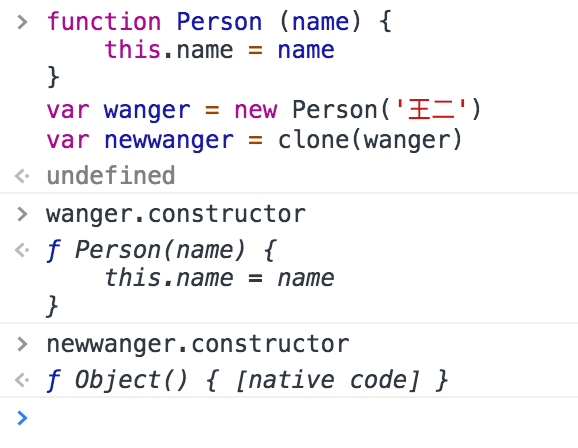 > function Person (name) {
    this.name = name
}
var wanger = new Person('王二')
var newwanger = clone(wanger)
<· undefined
> wanger.constructor
<· ƒ Person(name) {
    this.name = name
}
> newwanger.constructor
<· ƒ Object() { [native code] }
>